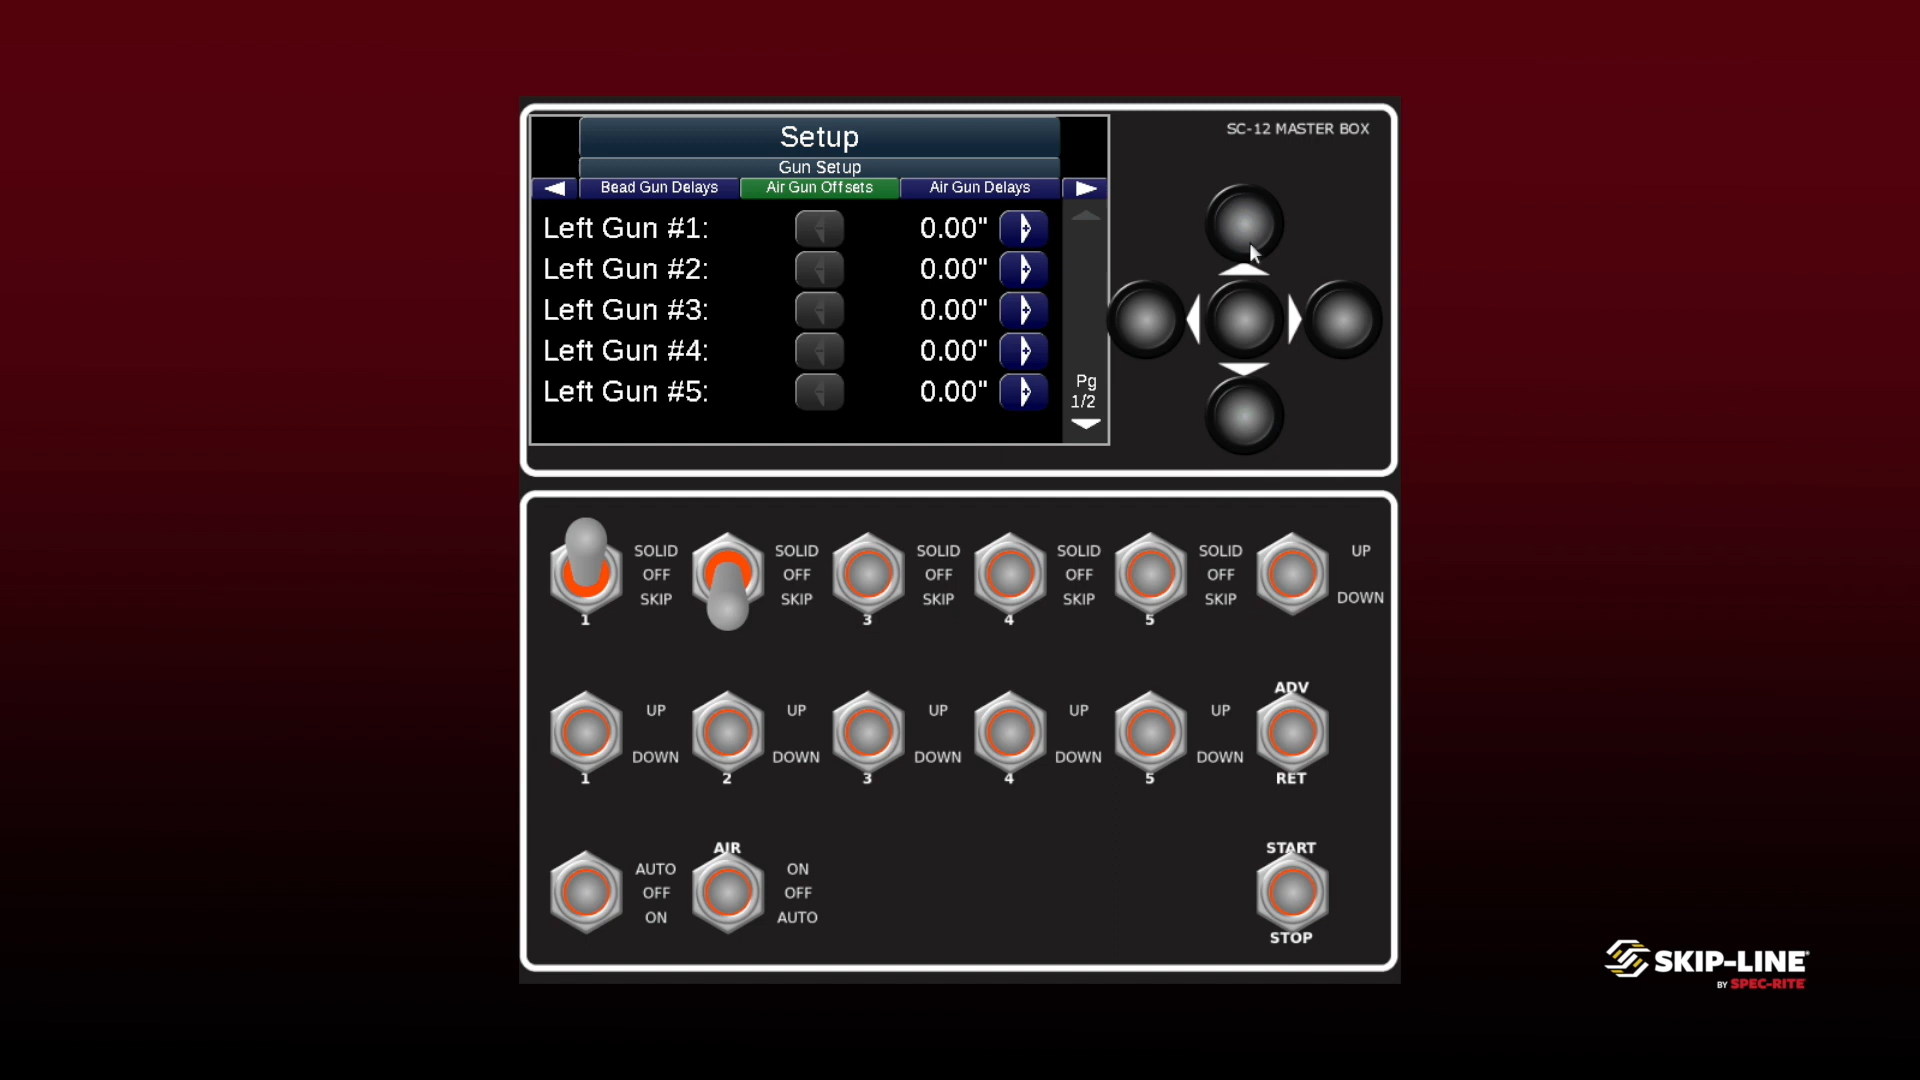 Setup
SC-12 MASTER BOX
Gun Setup
Bead Gun Delays Air Gun Offsets Air Gun Delays
Left Gun #1: 0.00"
Left Gun #2: 0.00"
Left Gun #3: 0.00"
Left Gun #4: 0.00"
Left Gun #5: 0.00"
Pg
1/2
SOLID SOLID SOLID SOLID SOLID UP
OFF OFF OFF OFF OFF
SKIP SKIP SKIP SKIP SKIP DOWN
1 3 4 5
ADV
UP UP UP UP UP
DOWN DOWN DOWN DOWN DOWN
1 2 3 4 5 RET
AIR START
AUTO ON
OFF OFF
ON AUTO
STOP
SKIP-LINE®
BY SPEC-RITE